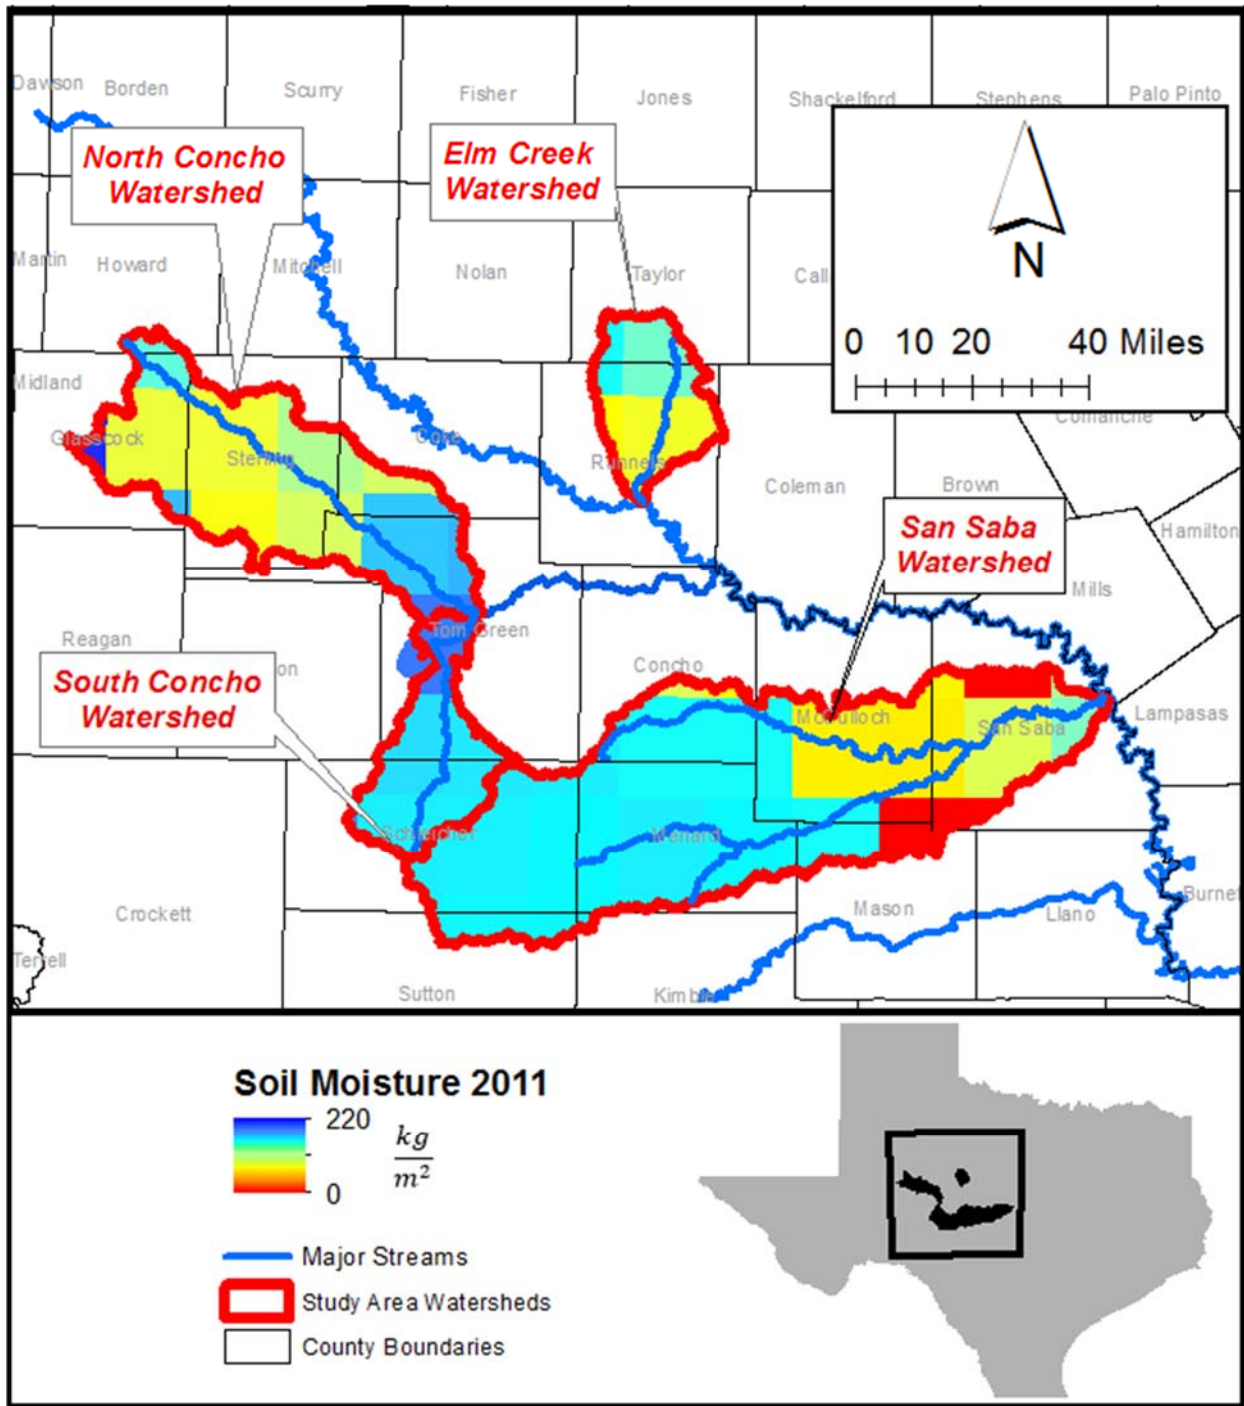 Dawson
Borden
Scurry
Fisher
Jones
Shackelford
Stephens
Palo Pinto
North Concho
Watershed
Elm Creek
Watershed
N
0 10 20 40 Miles
Martin
Howard
Mitchell
Nolan
Taylor
Call
Midland
Glasscock
Sterling
Coke
Runnels
Coleman
Brown
Comanche
Hamilton
San Saba
Watershed
Mills
Reagan
on
Tom Green
Concho
South Concho
Watershed
McCulloch
San Saba
Lampasas
Schleicher
Menard
Crockett
Mason
Llano
Burnet
Terrell
Sutton
Kimble
Soil Moisture 2011
220
kg
m²
0
Major Streams
Study Area Watersheds
County Boundaries